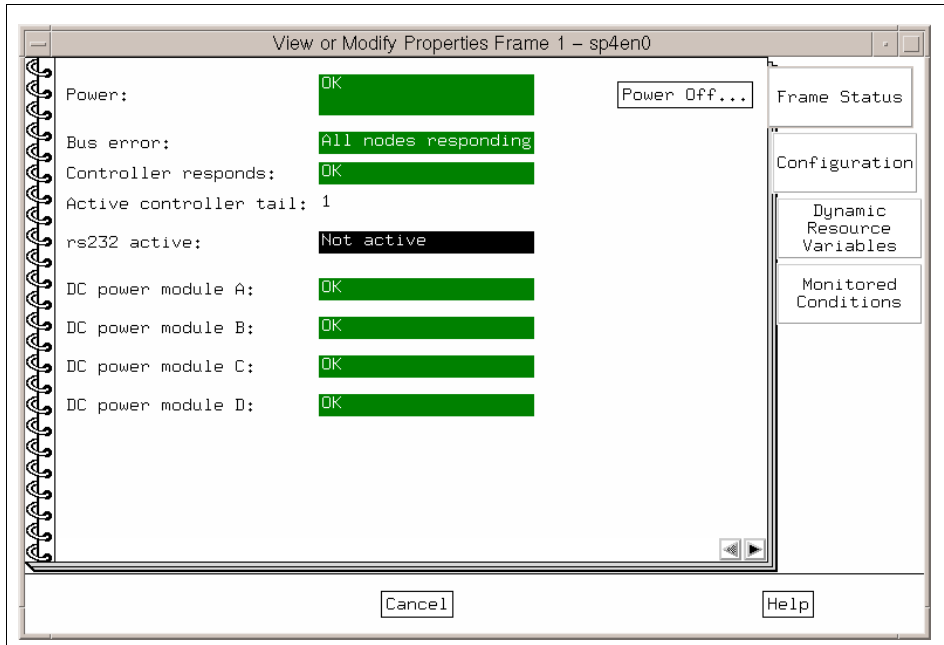 View or Modify Properties Frame 1 – sp4en0
Power:
OK
Power Off...
Bus error:
All nodes responding
Controller responds:
OK
Active controller tail:
1
rs232 active:
Not active
DC power module A:
OK
DC power module B:
OK
DC power module C:
OK
DC power module D:
OK
Frame Status
Configuration
Dynamic
Resource
Variables
Monitored
Conditions
Cancel
Help